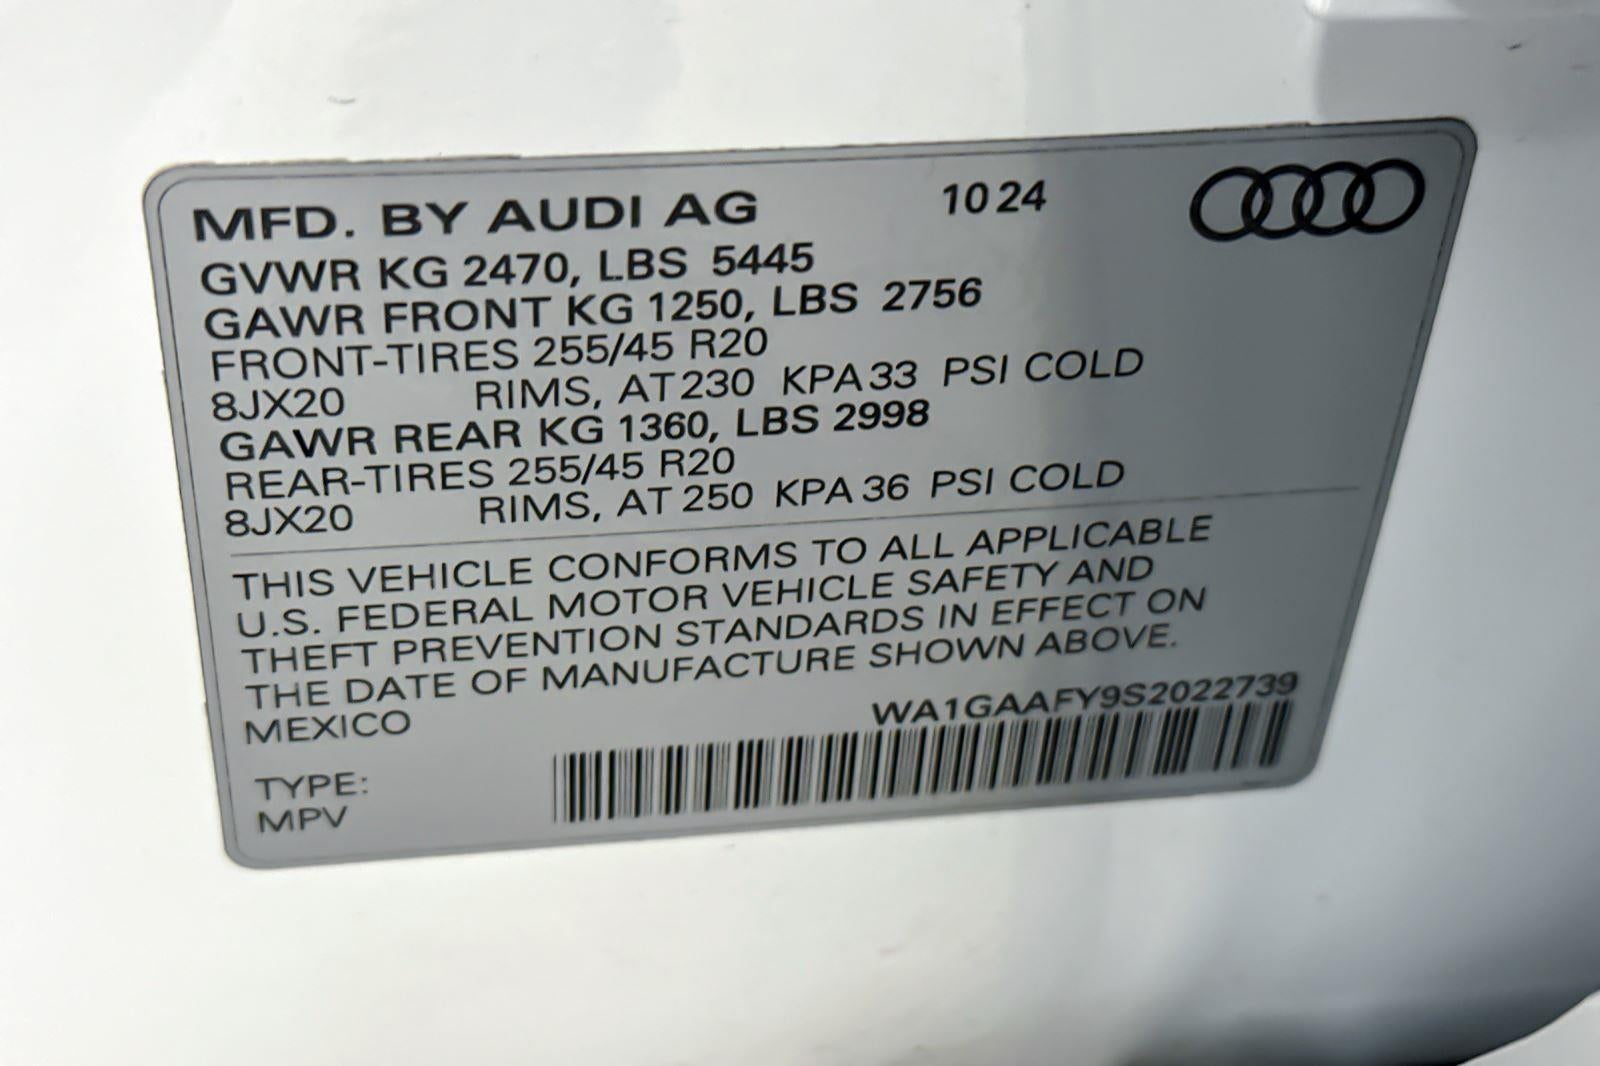 MFD. BY AUDI AG 10 24
GVWR KG 2470, LBS 5445
GAWR FRONT KG 1250, LBS 2756
FRONT-TIRES 255/45 R20
8JX20 RIMS, AT 230 KPA 33 PSI COLD
GAWR REAR KG 1360, LBS 2998
REAR-TIRES 255/45 R20
8JX20 RIMS, AT 250 KPA 36 PSI COLD
THIS VEHICLE CONFORMS TO ALL APPLICABLE
U.S. FEDERAL MOTOR VEHICLE SAFETY AND
THEFT PREVENTION STANDARDS IN EFFECT ON
THE DATE OF MANUFACTURE SHOWN ABOVE.
MEXICO WA1GAAFY9S2022739
TYPE:
MPV